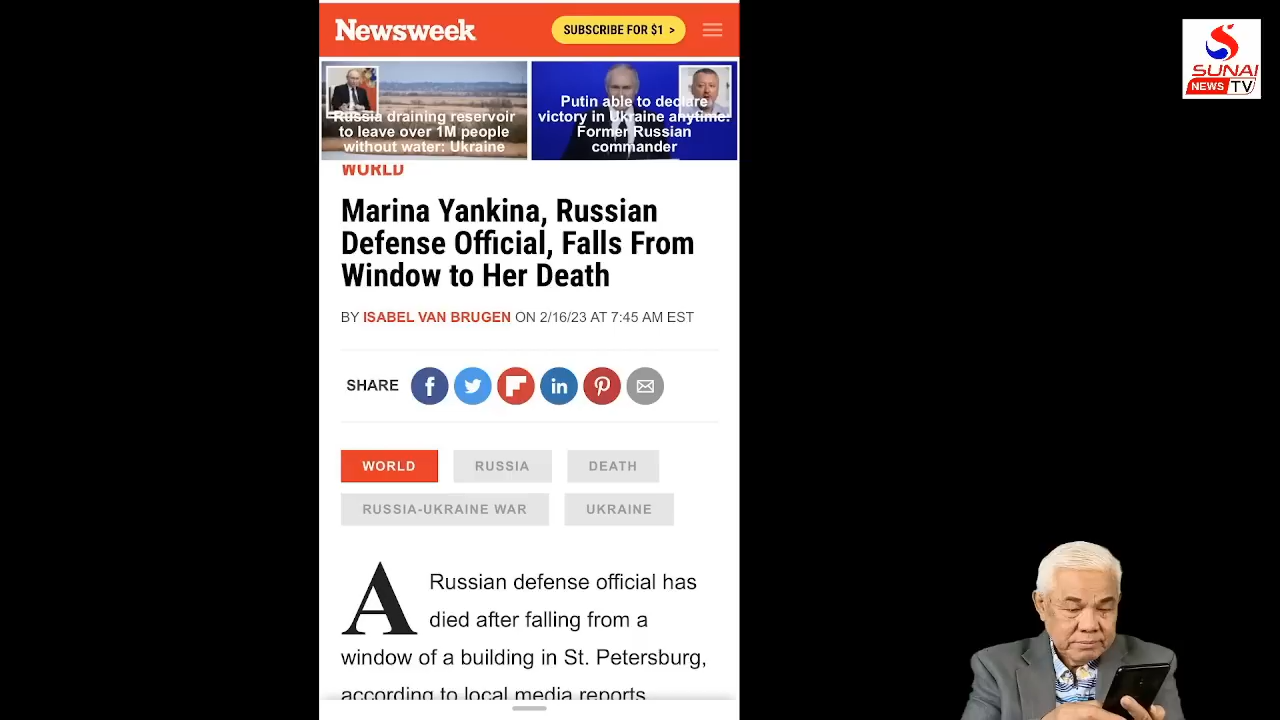 Newsweek
SUBSCRIBE FOR $1 >
SUNAI
NEWS TV
Russia draining reservoir
to leave over 1M people
without water: Ukraine
Putin able to declare
victory in Ukraine anytime:
Former Russian
commander
WORLD
Marina Yankina, Russian
Defense Official, Falls From
Window to Her Death
BY ISABEL VAN BRUGEN ON 2/16/23 AT 7:45 AM EST
SHARE
WORLD
RUSSIA
DEATH
RUSSIA-UKRAINE WAR
UKRAINE
A Russian defense official has
died after falling from a
window of a building in St. Petersburg,
according to local media reports.